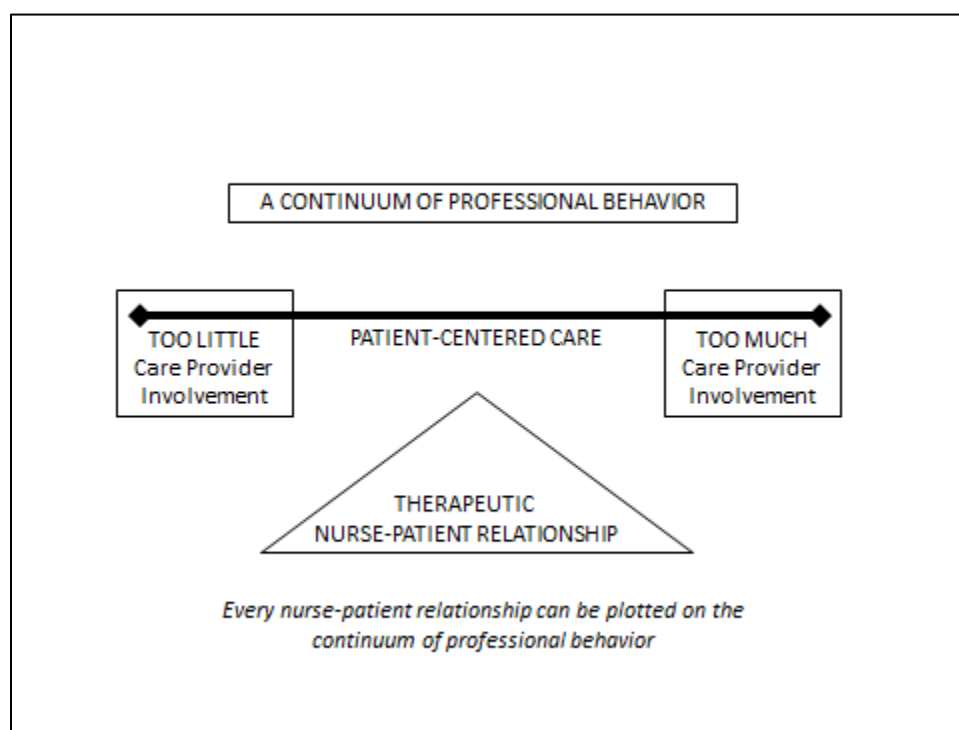 A CONTINUUM OF PROFESSIONAL BEHAVIOR
TOO LITTLE
Care Provider
Involvement
PATIENT-CENTERED CARE
TOO MUCH
Care Provider
Involvement
THERAPEUTIC
NURSE-PATIENT RELATIONSHIP
Every nurse-patient relationship can be plotted on the
continuum of professional behavior